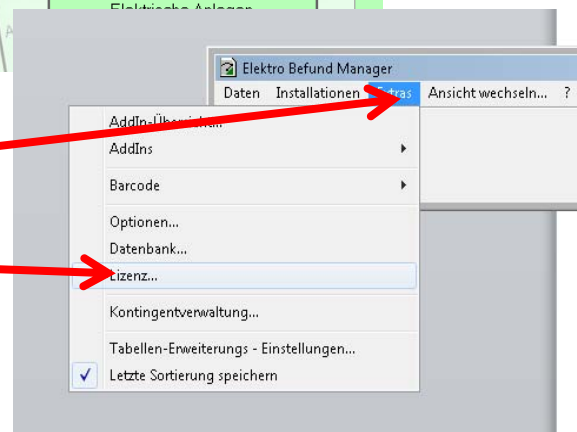 Elektrische Anlagen
Elektro Befund Manager
Daten Installationen Extras Ansicht wechseln... ?
AddIn-Übersicht...
AddIns
Barcode
Optionen...
Datenbank...
Lizenz...
Kontingentverwaltung...
Tabellen-Erweiterungs - Einstellungen...
Letzte Sortierung speichern